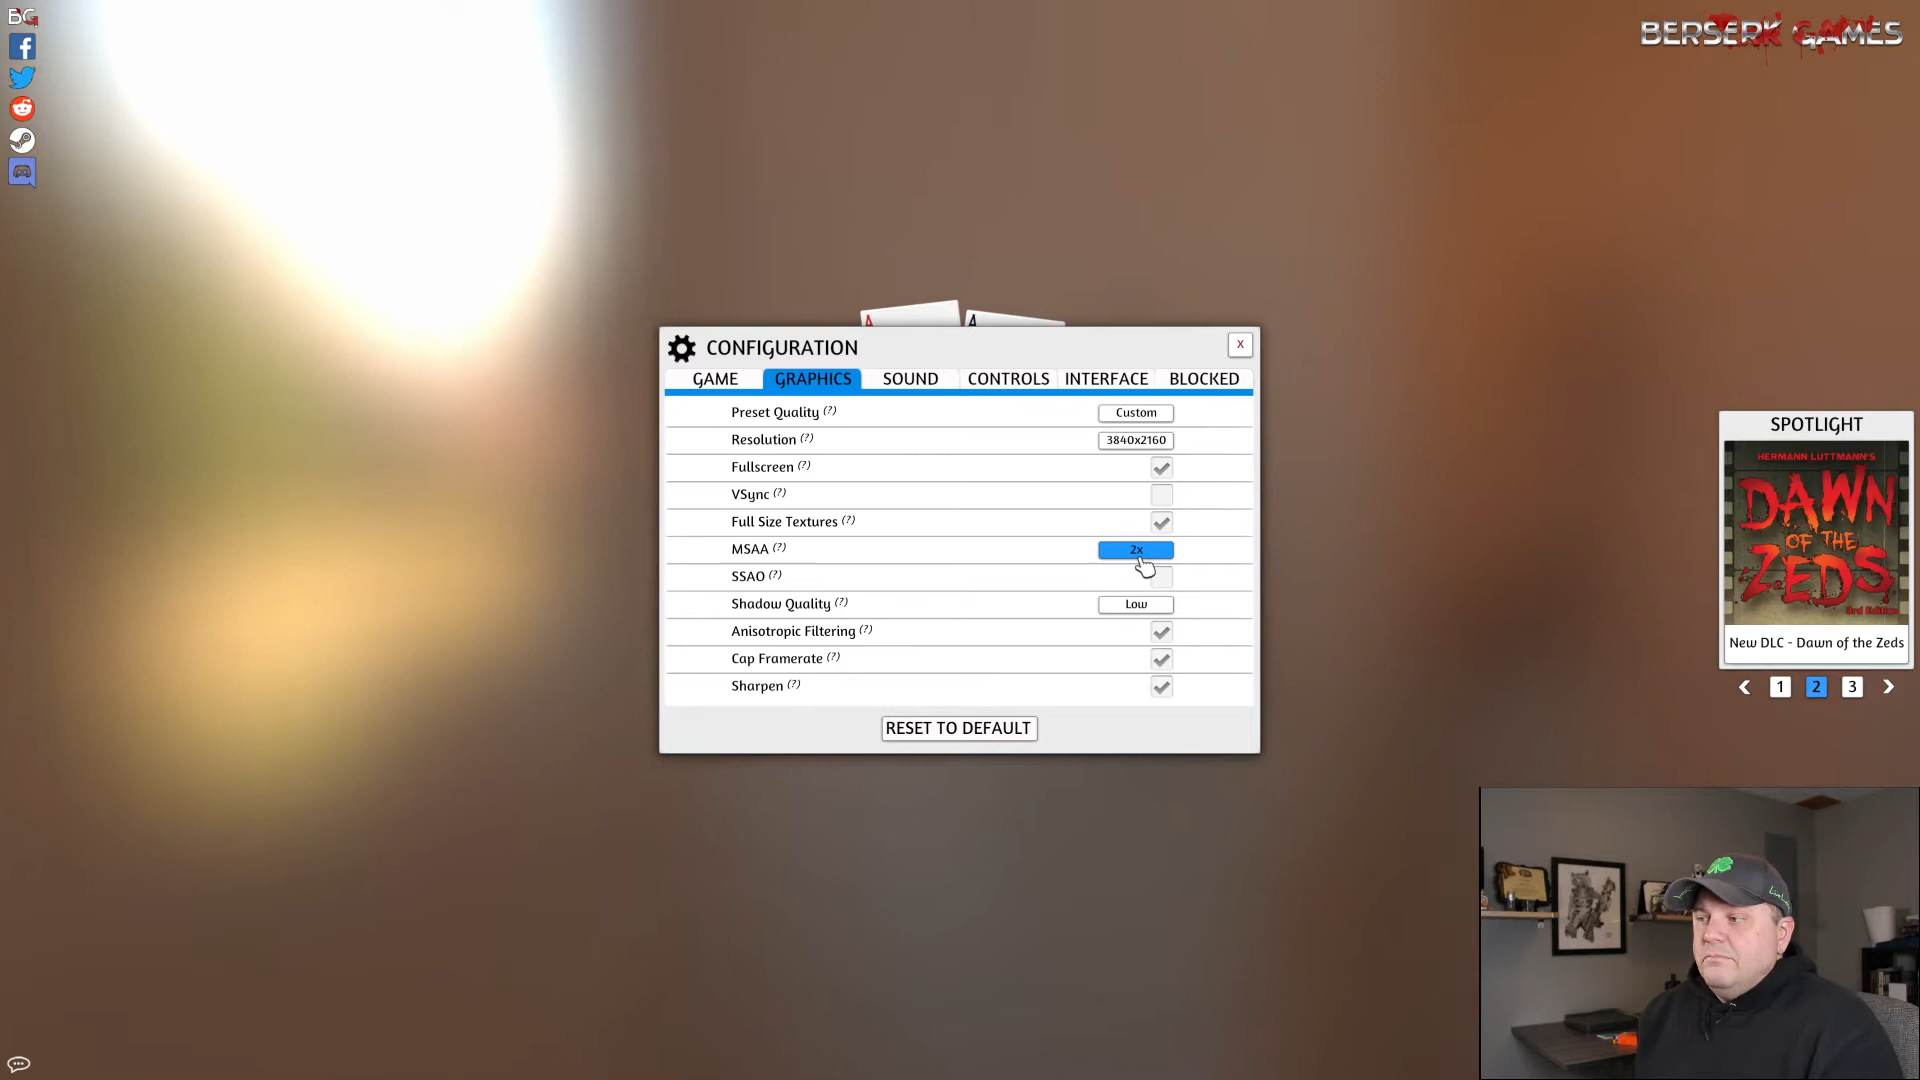 BG
BERSERK GAMES
A
A
CONFIGURATION
X
GAME
GRAPHICS
SOUND
CONTROLS
INTERFACE
BLOCKED
Preset Quality (?)
Custom
Resolution (?)
3840x2160
Fullscreen (?)
VSync (?)
Full Size Textures (?)
MSAA (?)
2x
SSAO (?)
Shadow Quality (?)
Low
Anisotropic Filtering (?)
Cap Framerate (?)
Sharpen (?)
RESET TO DEFAULT
SPOTLIGHT
HERMANN LUTTMANN'S
DAWN
OF THE
ZEDS
3rd Edition
New DLC - Dawn of the Zeds
< 1 2 3 >